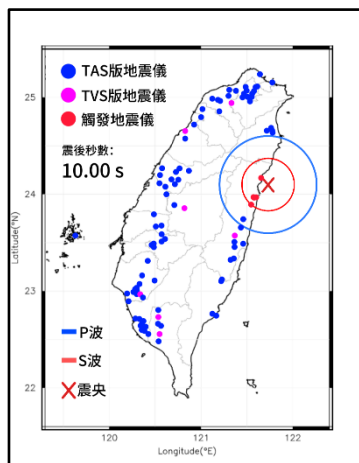 TAS版地震儀
TVS版地震儀
觸發地震儀
震後秒數：
10.00 s
P波
S波
震央
25
24
23
22
Latitude(°N)
120
121
122
Longitude(°E)